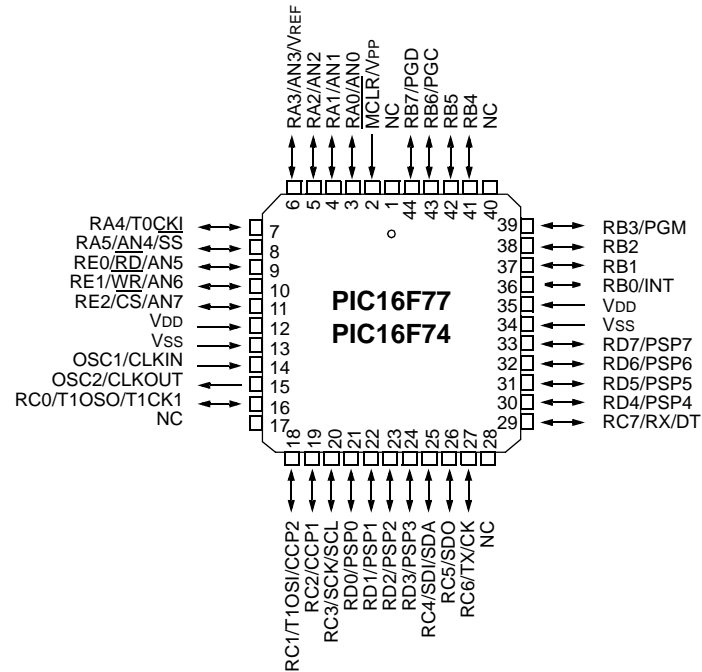 RA3/AN3/VREF
RA2/AN2
RA1/AN1
RA0/AN0
MCLR/VPP
NC
RB7/PGD
RB6/PGC
RB5
RB4
NC
6
5
4
3
2
1
44
43
42
41
40
RA4/T0CKI
RA5/AN4/SS
RE0/RD/AN5
RE1/WR/AN6
RE2/CS/AN7
VDD
VSS
OSC1/CLKIN
OSC2/CLKOUT
RC0/T1OSO/T1CK1
NC
7
8
9
10
11
12
13
14
15
16
17
PIC16F77
PIC16F74
39
38
37
36
35
34
33
32
31
30
29
RB3/PGM
RB2
RB1
RB0/INT
VDD
VSS
RD7/PSP7
RD6/PSP6
RD5/PSP5
RD4/PSP4
RC7/RX/DT
18
19
20
21
22
23
24
25
26
27
28
RC1/T1OSI/CCP2
RC2/CCP1
RC3/SCK/SCL
RD0/PSP0
RD1/PSP1
RD2/PSP2
RD3/PSP3
RC4/SDI/SDA
RC5/SDO
RC6/TX/CK
NC